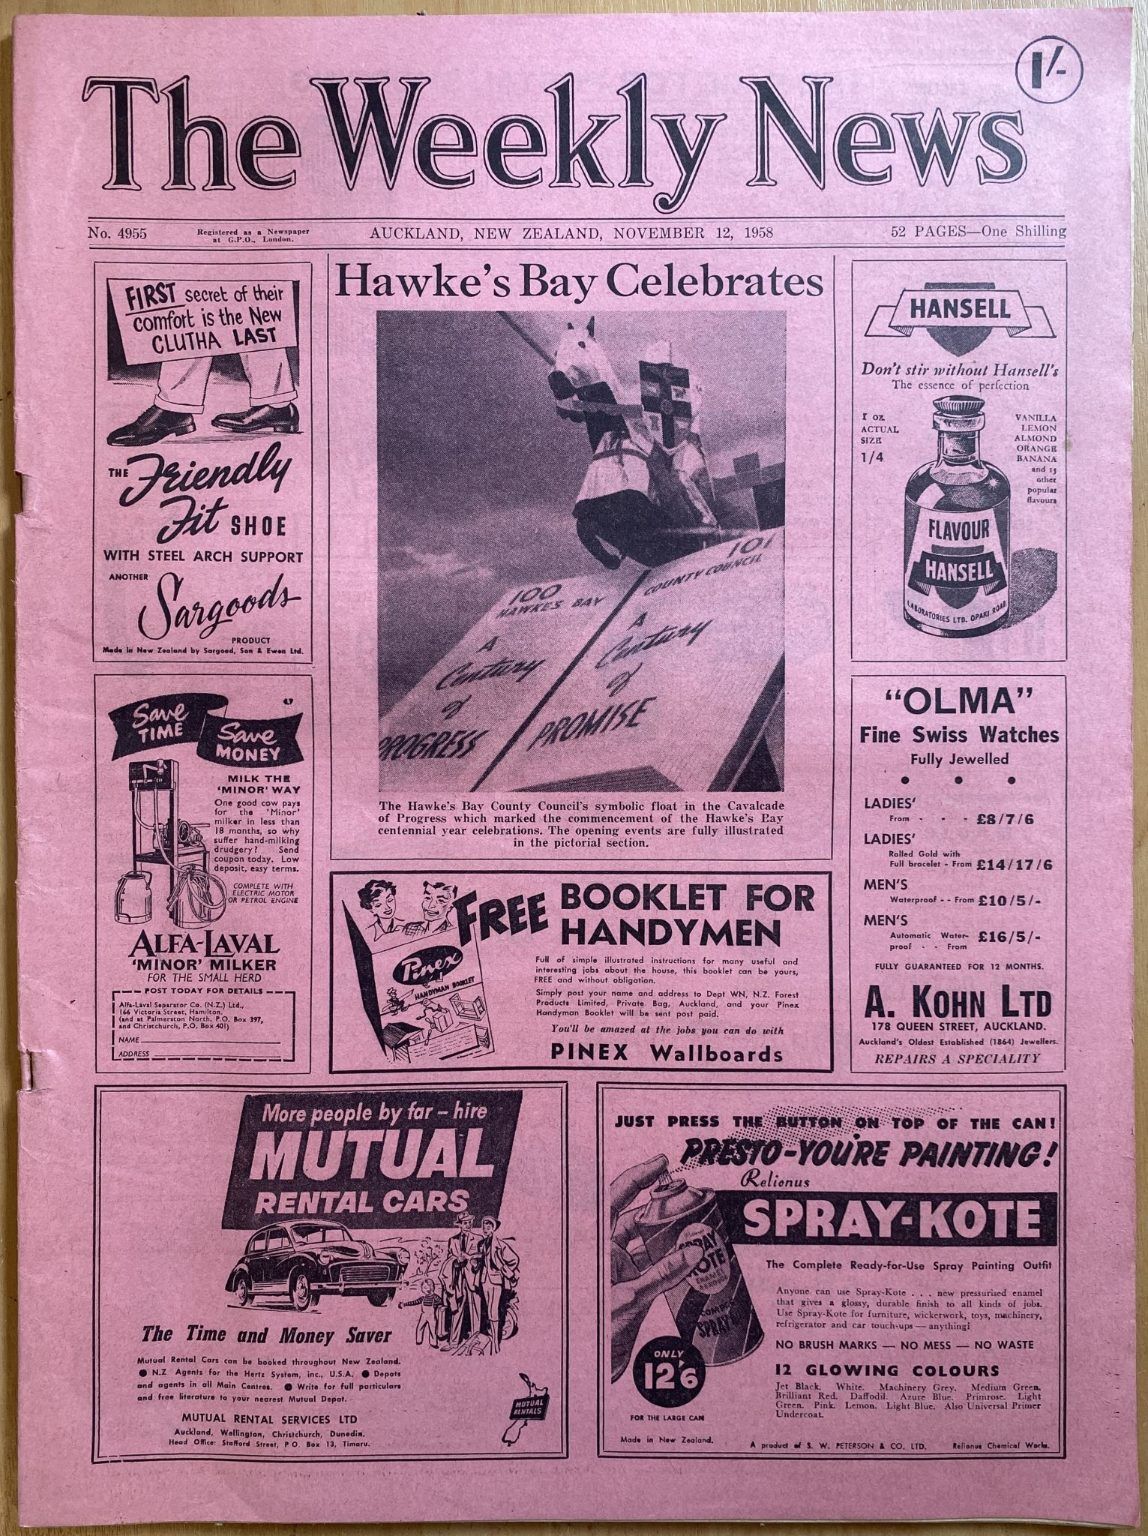 1/-
The Weekly News
No. 4955
Registered as a Newspaper
at G.P.O., London.
AUCKLAND, NEW ZEALAND, NOVEMBER 12, 1958
52 PAGES—One Shilling
FIRST secret of their
comfort is the New
CLUTHA LAST
THE Friendly
Fit SHOE
WITH STEEL ARCH SUPPORT
ANOTHER
Sargoods
PRODUCT
Made in New Zealand by Sargood, Son & Ewen Ltd.
Hawke's Bay Celebrates
100
HAWKE'S BAY
A
Century
of
PROGRESS
101
COUNTY COUNCIL
A
Century
of
PROMISE
The Hawke's Bay County Council's symbolic float in the Cavalcade
of Progress which marked the commencement of the Hawke's Bay
centennial year celebrations. The opening events are fully illustrated
in the pictorial section.
HANSELL
Don't stir without Hansell's
The essence of perfection
1 oz.
ACTUAL
SIZE
1/4
VANILLA
LEMON
ALMOND
ORANGE
BANANA
and 15
other
popular
flavours
FLAVOUR
HANSELL
LABORATORIES LTD. OPAKI ROAD
Save
TIME
Save
MONEY
MILK THE
'MINOR' WAY
One good cow pays
for the 'Minor'
milker in less than
18 months, so why
suffer hand-milking
drudgery? Send
coupon today. Low
deposit, easy terms.
COMPLETE WITH
ELECTRIC MOTOR
OR PETROL ENGINE
ALFA-LAVAL
'MINOR' MILKER
FOR THE SMALL HERD
POST TODAY FOR DETAILS
Alfa-Laval Separator Co. (N.Z.) Ltd.,
166 Victoria Street, Hamilton.
(and at Palmerston North, P.O. Box 397,
and Christchurch, P.O. Box 401)
NAME
ADDRESS
Pinex
HANDYMAN BOOKLET
FREE BOOKLET FOR
HANDYMEN
Full of simple illustrated instructions for many useful and
interesting jobs about the house, this booklet can be yours,
FREE and without obligation.
Simply post your name and address to Dept WN, N.Z. Forest
Products Limited, Private Bag, Auckland, and your Pinex
Handyman Booklet will be sent post paid.
You'll be amazed at the jobs you can do with
PINEX Wallboards
"OLMA"
Fine Swiss Watches
Fully Jewelled
• • •
LADIES'
From - - - £8/7/6
LADIES'
Rolled Gold with
Full bracelet - From £14/17/6
MEN'S
Waterproof - - From £10/5/-
MEN'S
Automatic Water- £16/5/-
proof - - From
FULLY GUARANTEED FOR 12 MONTHS.
A. KOHN LTD
178 QUEEN STREET, AUCKLAND.
Auckland's Oldest Established (1864) Jewellers.
REPAIRS A SPECIALITY
More people by far – hire
MUTUAL
RENTAL CARS
The Time and Money Saver
Mutual Rental Cars can be booked throughout New Zealand.
● N.Z Agents for the Hertz System, inc., U.S.A. ● Depots
and agents in all Main Centres. ● Write for full particulars
and free literature to your nearest Mutual Depot.
MUTUAL RENTAL SERVICES LTD
Auckland, Wellington, Christchurch, Dunedin.
Head Office: Stafford Street, P.O. Box 13, Timaru.
MUTUAL
RENTALS
JUST PRESS THE BUTTON ON TOP OF THE CAN!
PRESTO-YOU'RE PAINTING!
Relionus
SPRAY-KOTE
SPRAY
KOTE
The Complete Ready-for-Use Spray Painting Outfit
Anyone can use Spray-Kote . . . new pressurised enamel
that gives a glossy, durable finish to all kinds of jobs.
Use Spray-Kote for furniture, wickerwork, toys, machinery,
refrigerator and car touch-ups — anything!
NO BRUSH MARKS — NO MESS — NO WASTE
12 GLOWING COLOURS
Jet Black. White. Machinery Grey. Medium Green.
Brilliant Red. Daffodil. Azure Blue. Primrose. Light
Green. Pink. Lemon. Light Blue. Also Universal Primer
Undercoat.
ONLY
12'6
FOR THE LARGE CAN
Made in New Zealand.
A product of S. W. PETERSON & CO. LTD. Relionus Chemical Works.